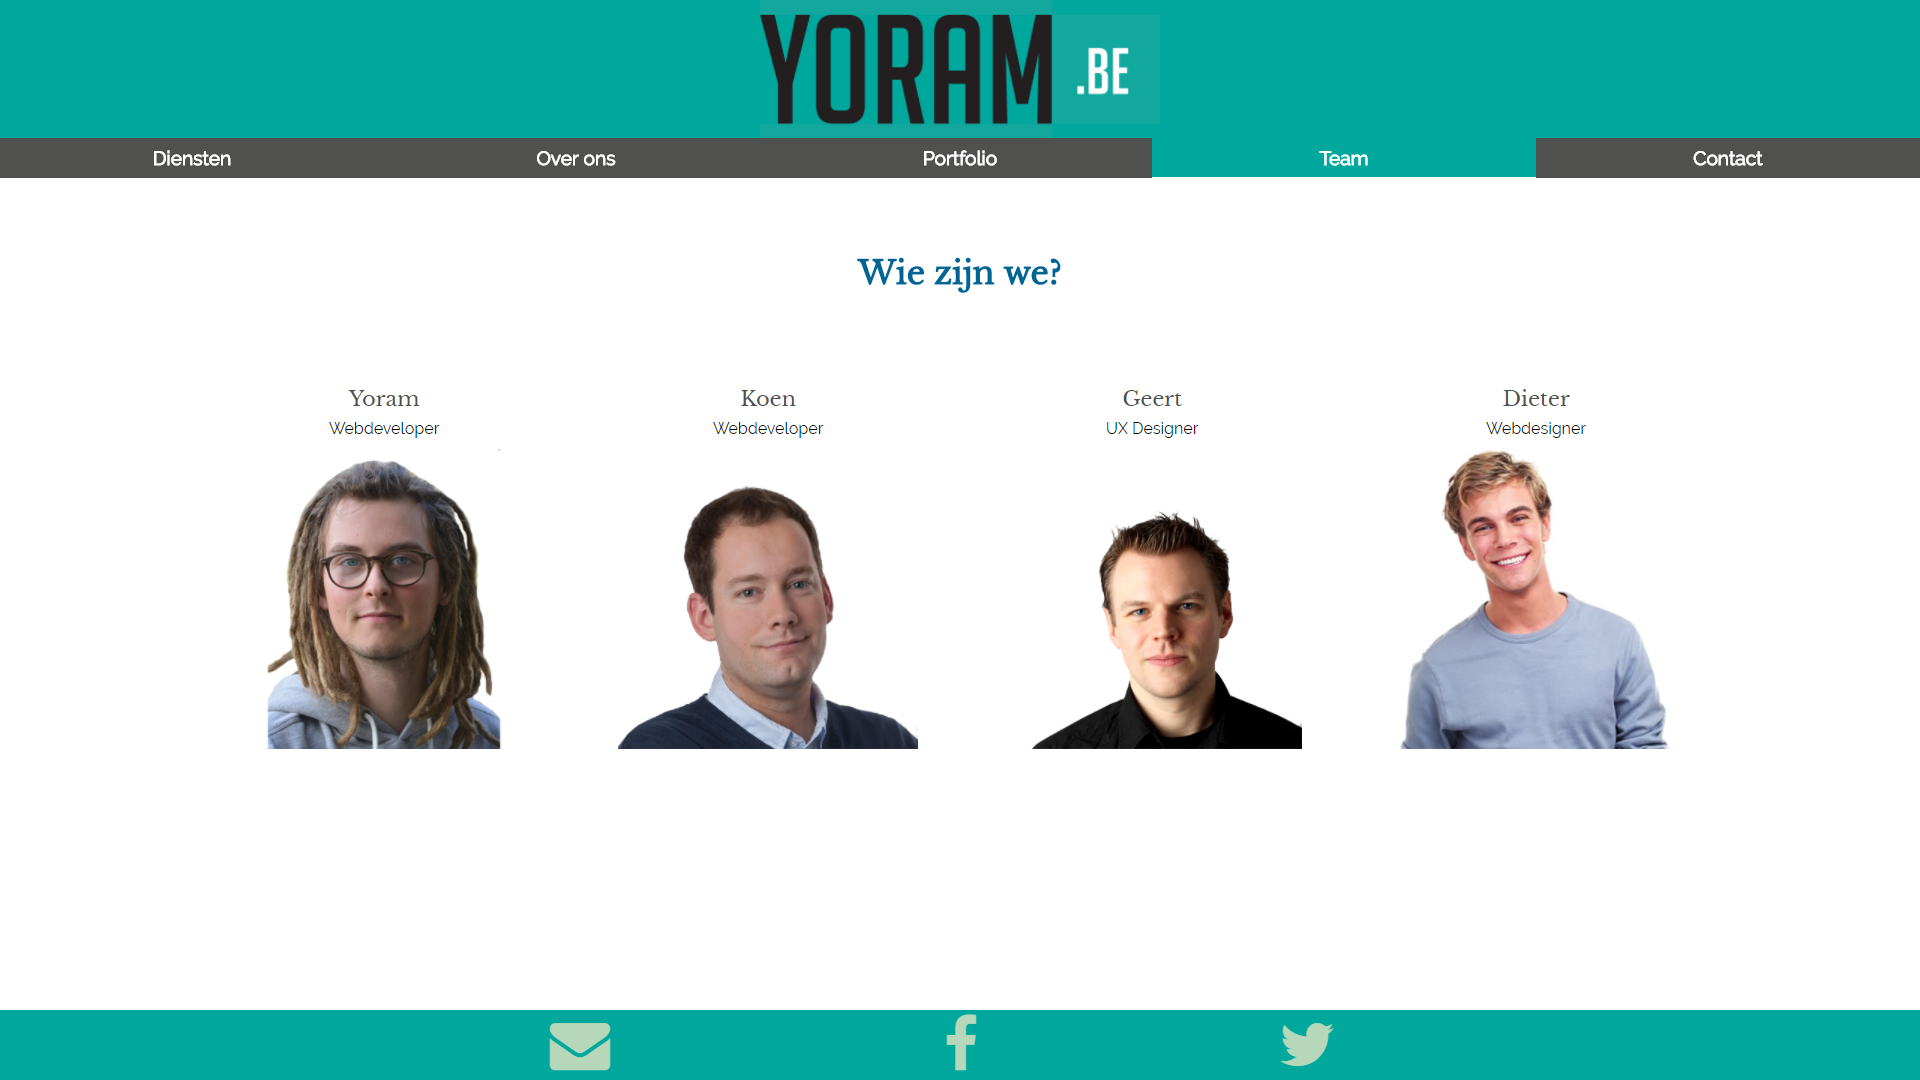 YORAM .BE
Diensten Over ons Portfolio Team Contact
Wie zijn we?
Yoram Koen Geert Dieter
Webdeveloper Webdeveloper UX Designer Webdesigner